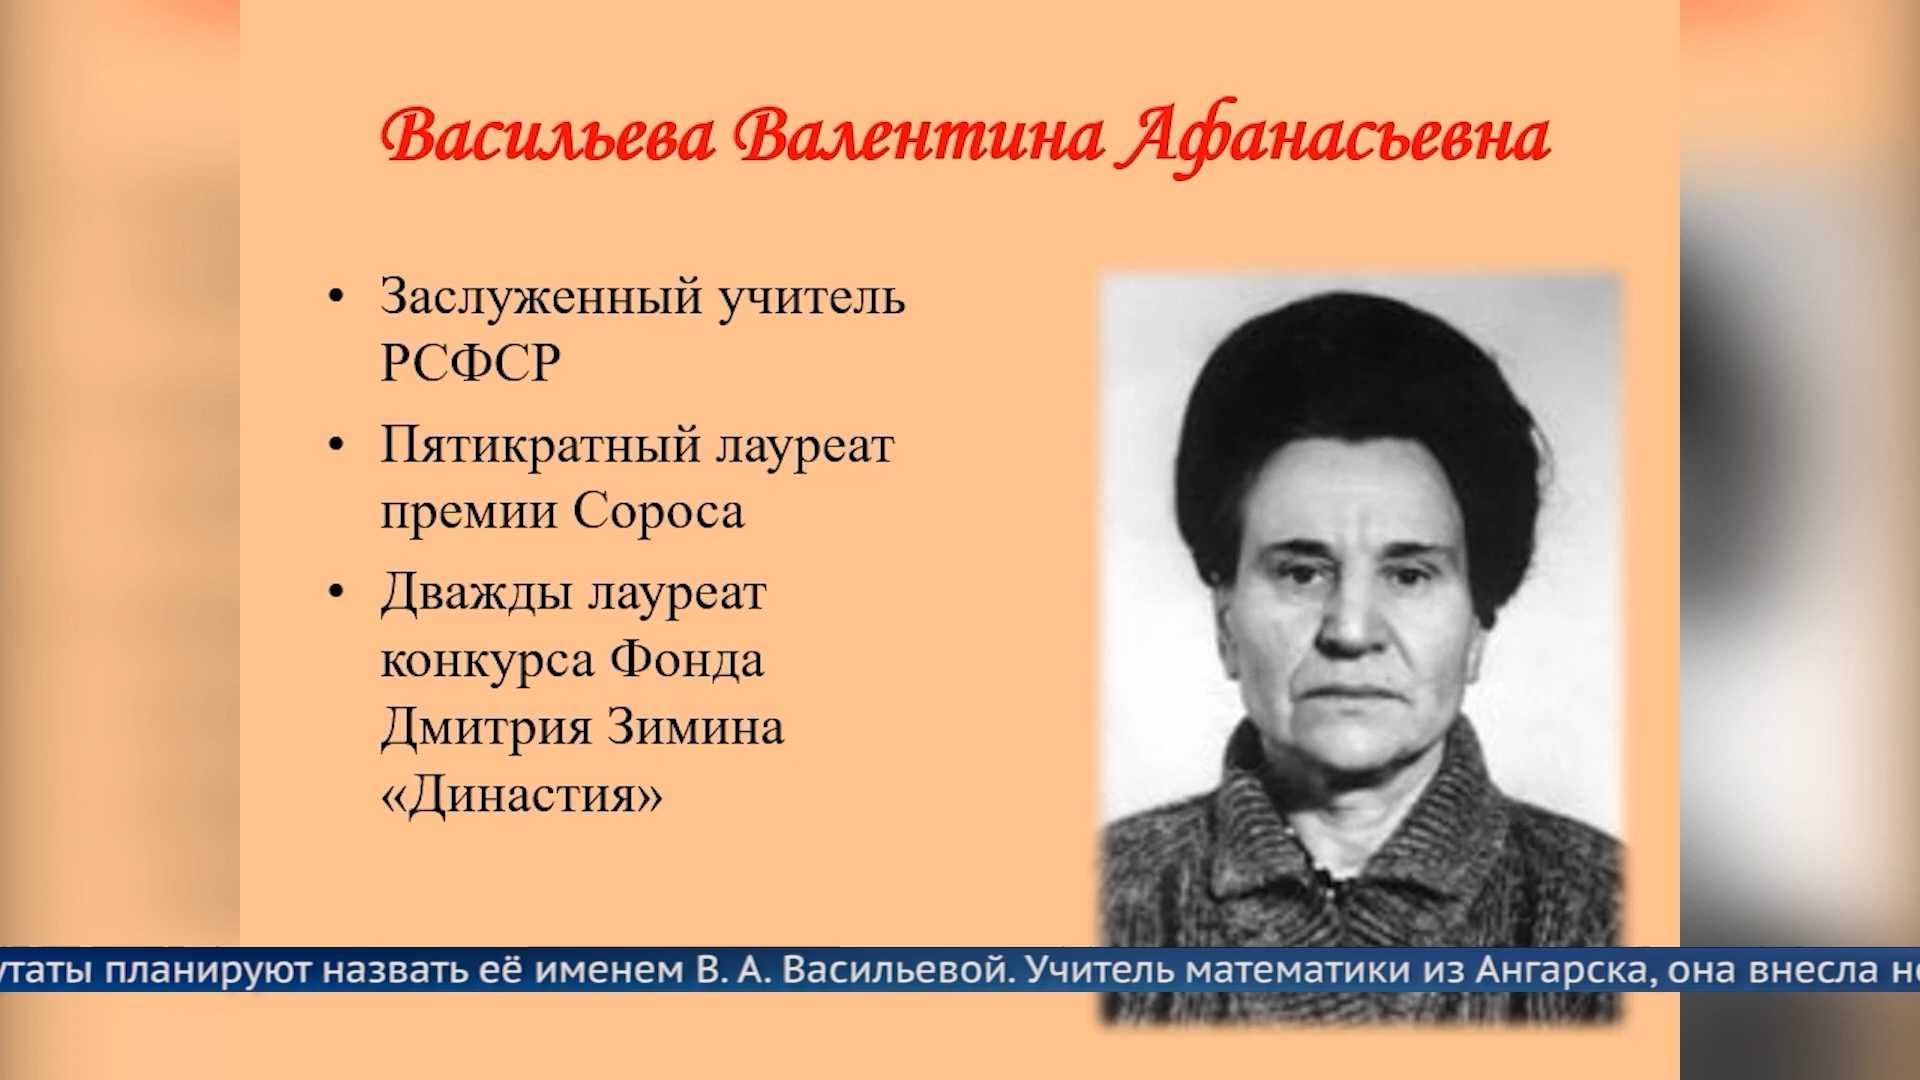 Васильева Валентина Афанасьевна
• Заслуженный учитель
РСФСР
• Пятикратный лауреат
премии Сороса
• Дважды лауреат
конкурса Фонда
Дмитрия Зимина
«Династия»
планируют назвать её именем В. А. Васильевой. Учитель математики из Ангарска, она внесла